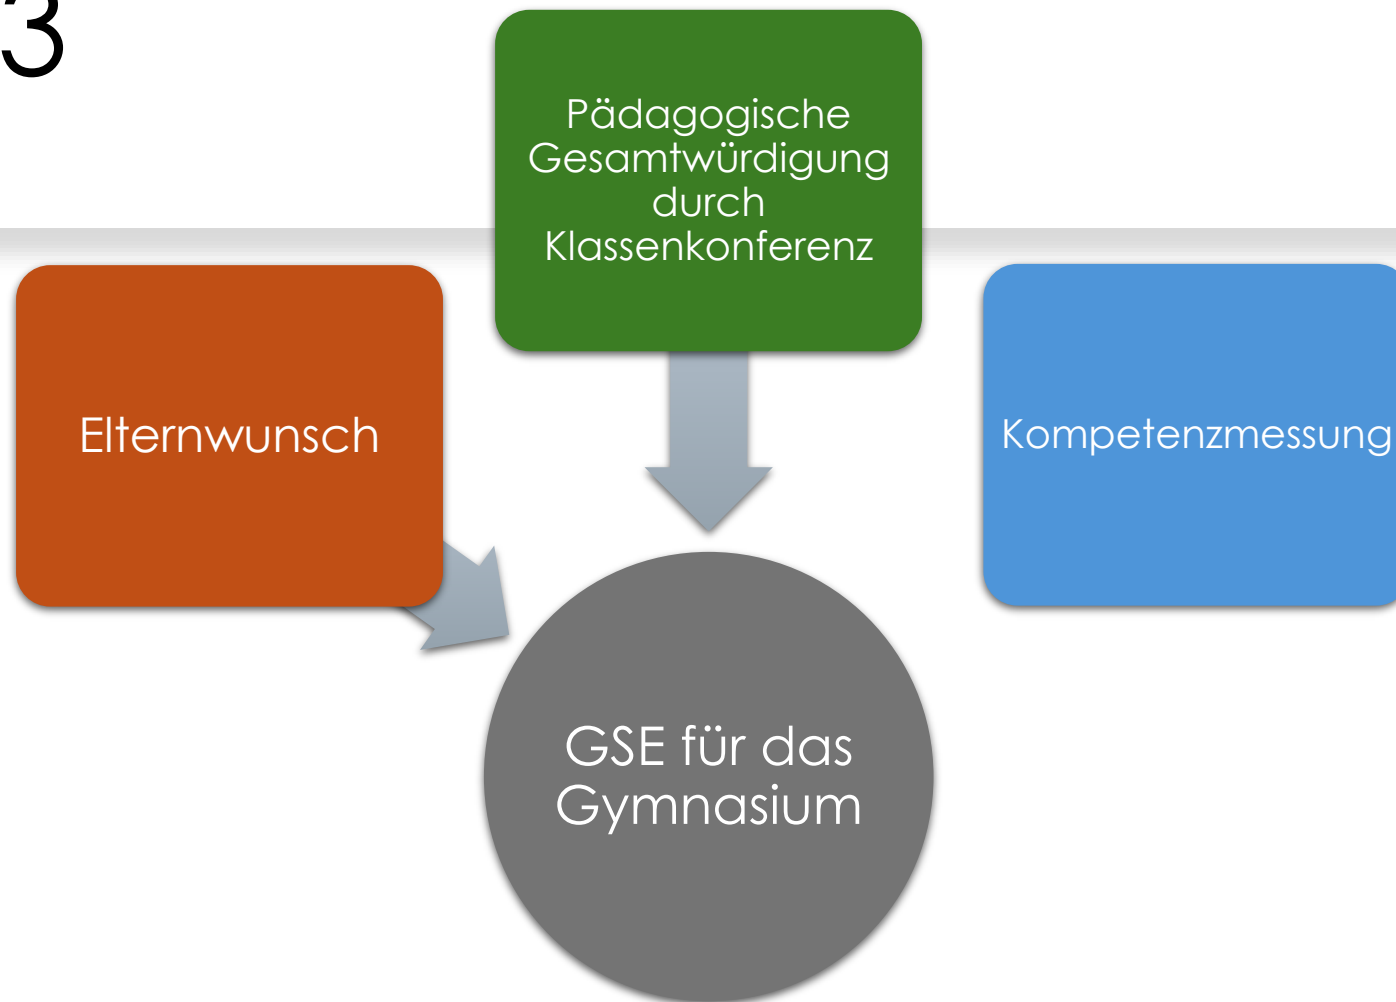 3
Pädagogische
Gesamtwürdigung
durch
Klassenkonferenz
Elternwunsch
Kompetenzmessung
GSE für das
Gymnasium